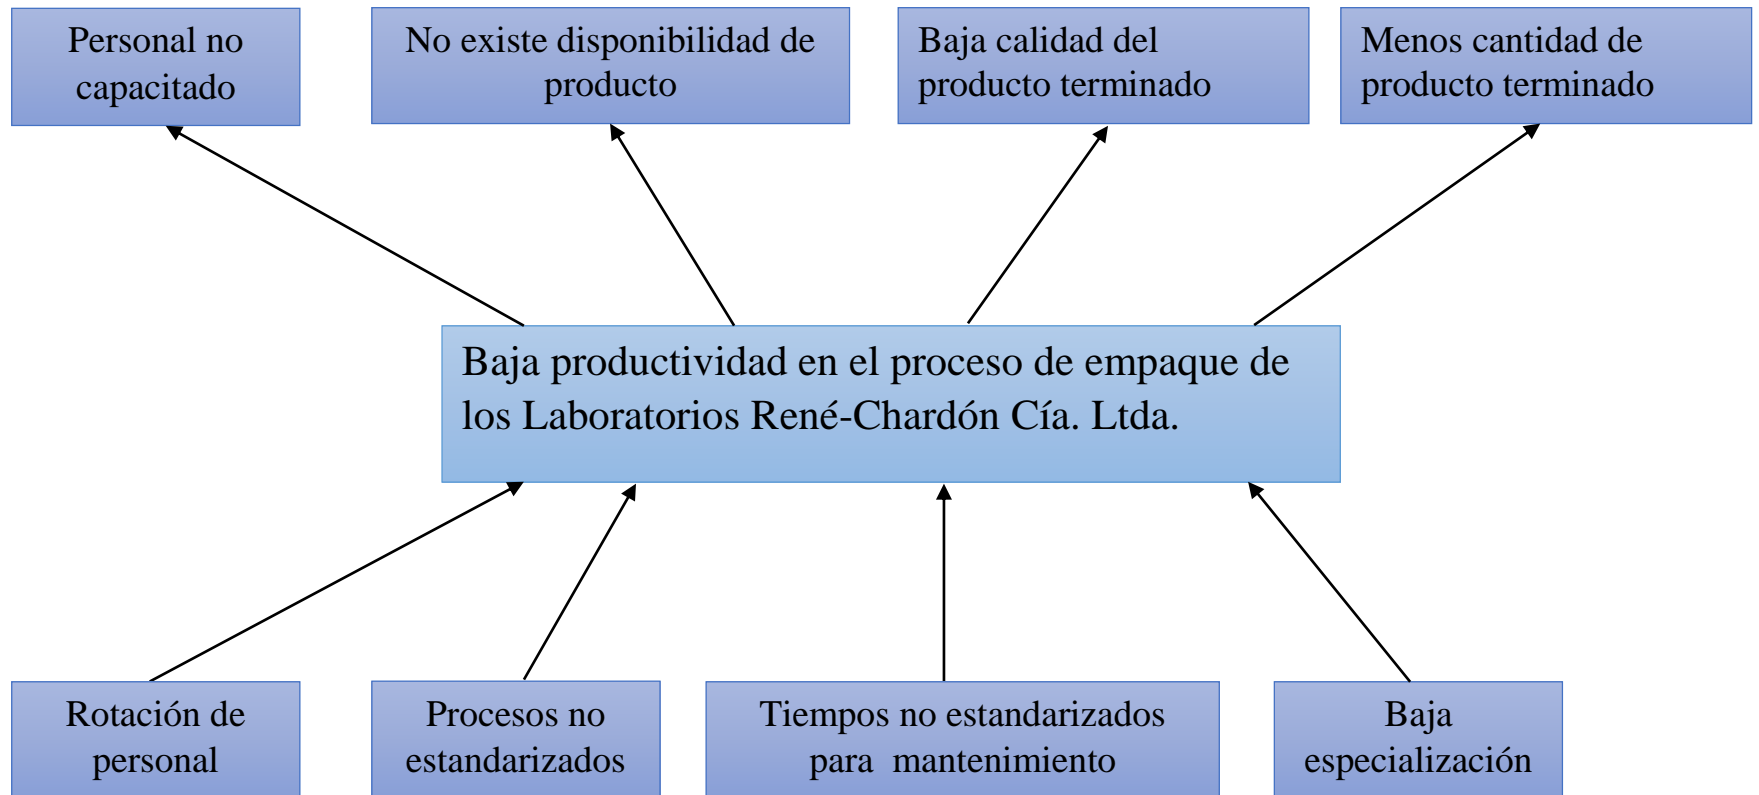 Personal no
capacitado
No existe disponibilidad de
producto
Baja calidad del
producto terminado
Menos cantidad de
producto terminado
Baja productividad en el proceso de empaque de
los Laboratorios René-Chardón Cía. Ltda.
Rotación de
personal
Procesos no
estandarizados
Tiempos no estandarizados
para mantenimiento
Baja
especialización